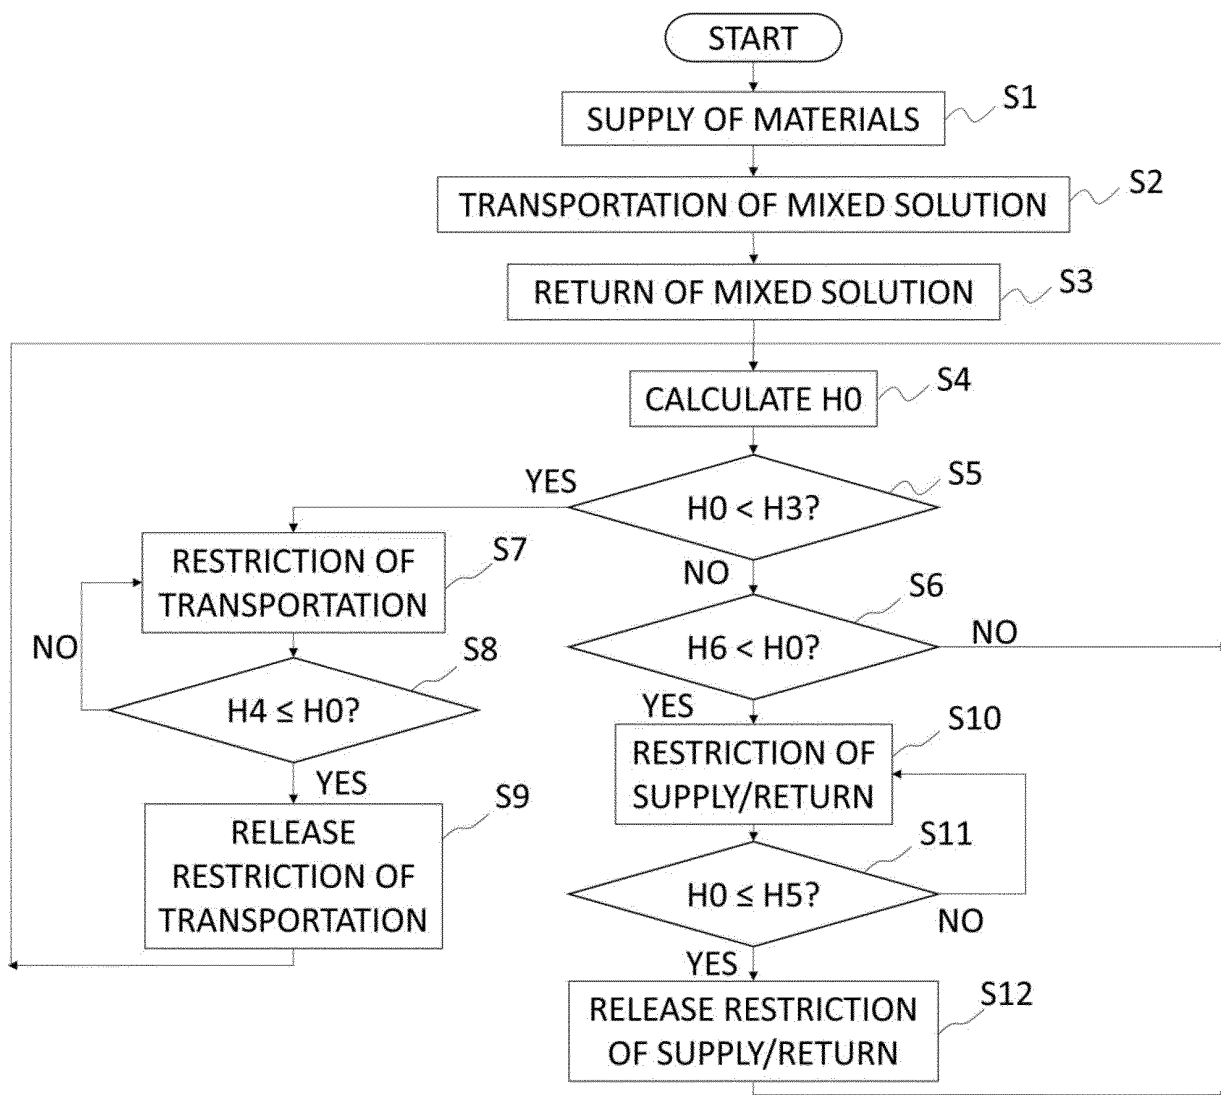 START
SUPPLY OF MATERIALS
S1
TRANSPORTATION OF MIXED SOLUTION
S2
RETURN OF MIXED SOLUTION
S3
CALCULATE H0
S4
H0 < H3?
S5
YES
NO
RESTRICTION OF
TRANSPORTATION
S7
H4 ≤ H0?
S8
NO
YES
RELEASE
RESTRICTION OF
TRANSPORTATION
S9
H6 < H0?
S6
NO
YES
RESTRICTION OF
SUPPLY/RETURN
S10
H0 ≤ H5?
S11
NO
YES
RELEASE RESTRICTION
OF SUPPLY/RETURN
S12